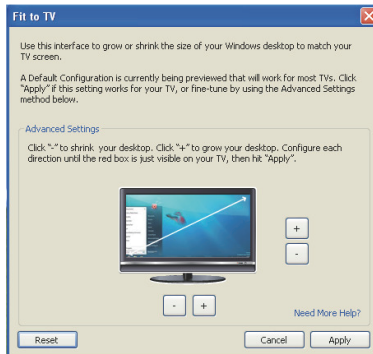 Fit to TV
Use this interface to grow or shrink the size of your Windows desktop to match your
TV screen.
A Default Configuration is currently being previewed that will work for most TVs. Click
"Apply" if this setting works for your TV, or fine-tune by using the Advanced Settings
method below.
Advanced Settings
Click "-" to shrink your desktop. Click "+" to grow your desktop. Configure each
direction until the red box is just visible on your TV, then hit "Apply".
+
-
- +
Need More Help?
Reset Cancel Apply